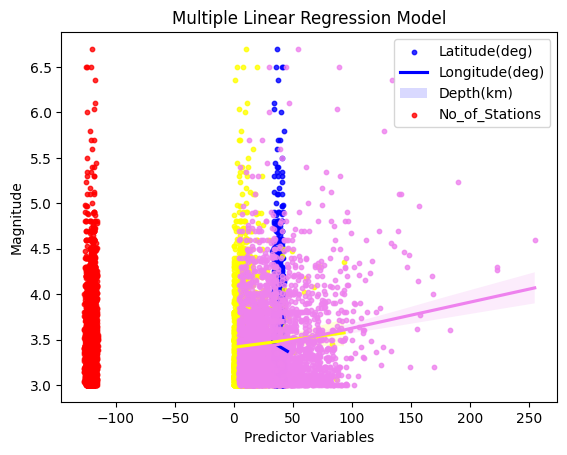 Multiple Linear Regression Model
Latitude(deg)
Longitude(deg)
Depth(km)
No_of_Stations
Magnitude
6.5
6.0
5.5
5.0
4.5
4.0
3.5
3.0
−100
−50
0
50
100
150
200
250
Predictor Variables